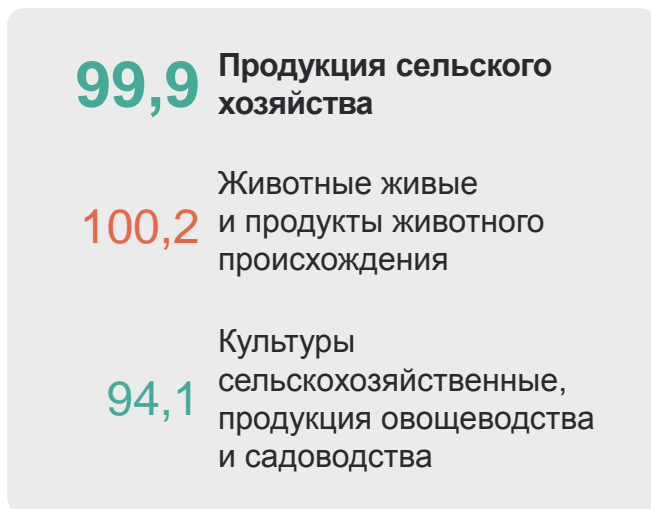 99,9 Продукция сельского
хозяйства
Животные живые
100,2 и продукты животного
происхождения
Культуры
сельскохозяйственные,
94,1 продукция овощеводства
и садоводства